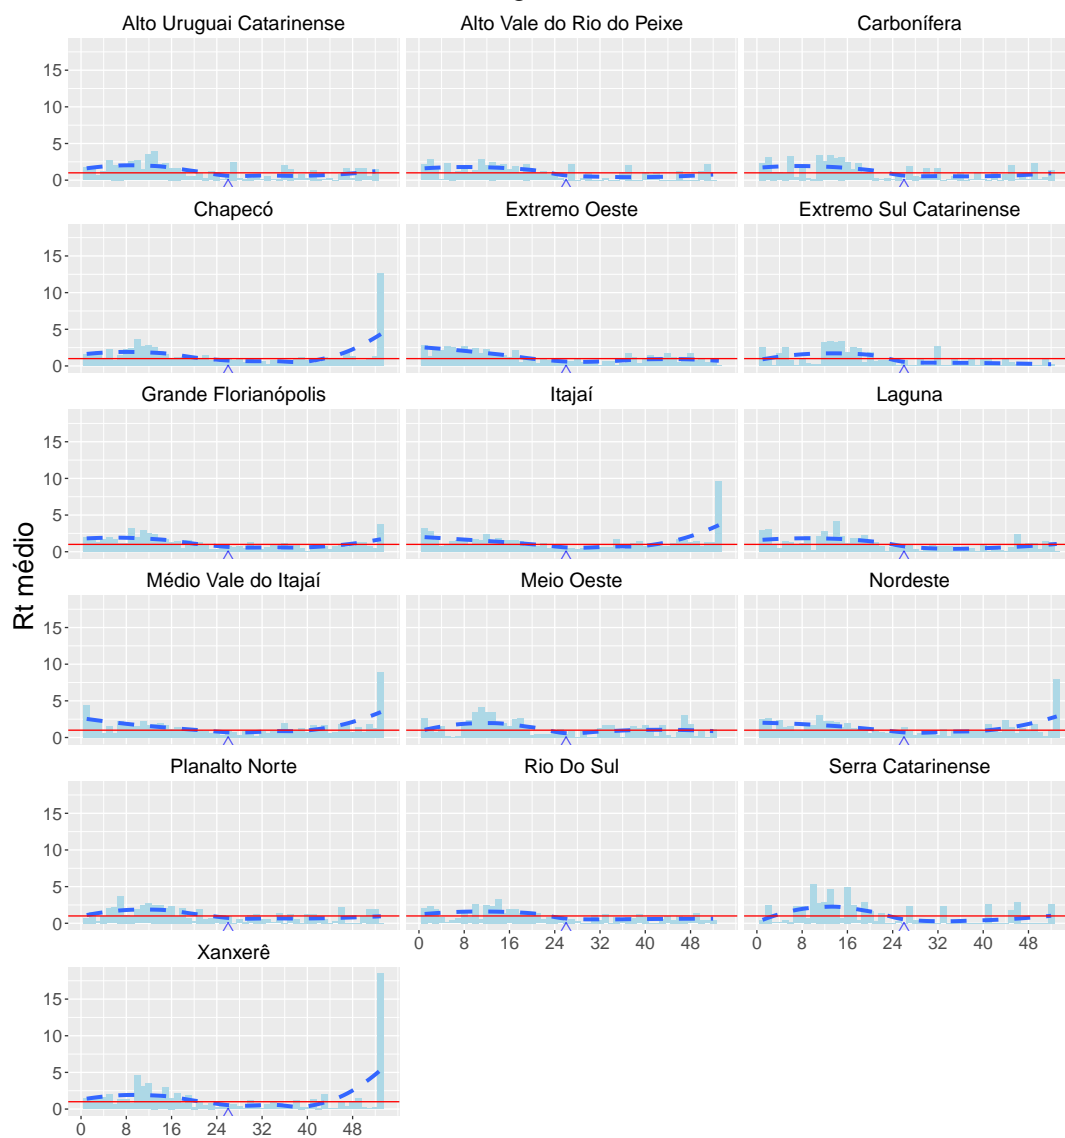 Alto Uruguai Catarinense Alto Vale do Rio do Peixe Carbonífera
15
10
5
0
Chapecó Extremo Oeste Extremo Sul Catarinense
15
10
5
0
Grande Florianópolis Itajaí Laguna
15
10
5
0
Rt médio
Médio Vale do Itajaí Meio Oeste Nordeste
15
10
5
0
Planalto Norte Rio Do Sul Serra Catarinense
15
10
5
0
0 8 16 24 32 40 48 0 8 16 24 32 40 48
Xanxerê
15
10
5
0
0 8 16 24 32 40 48